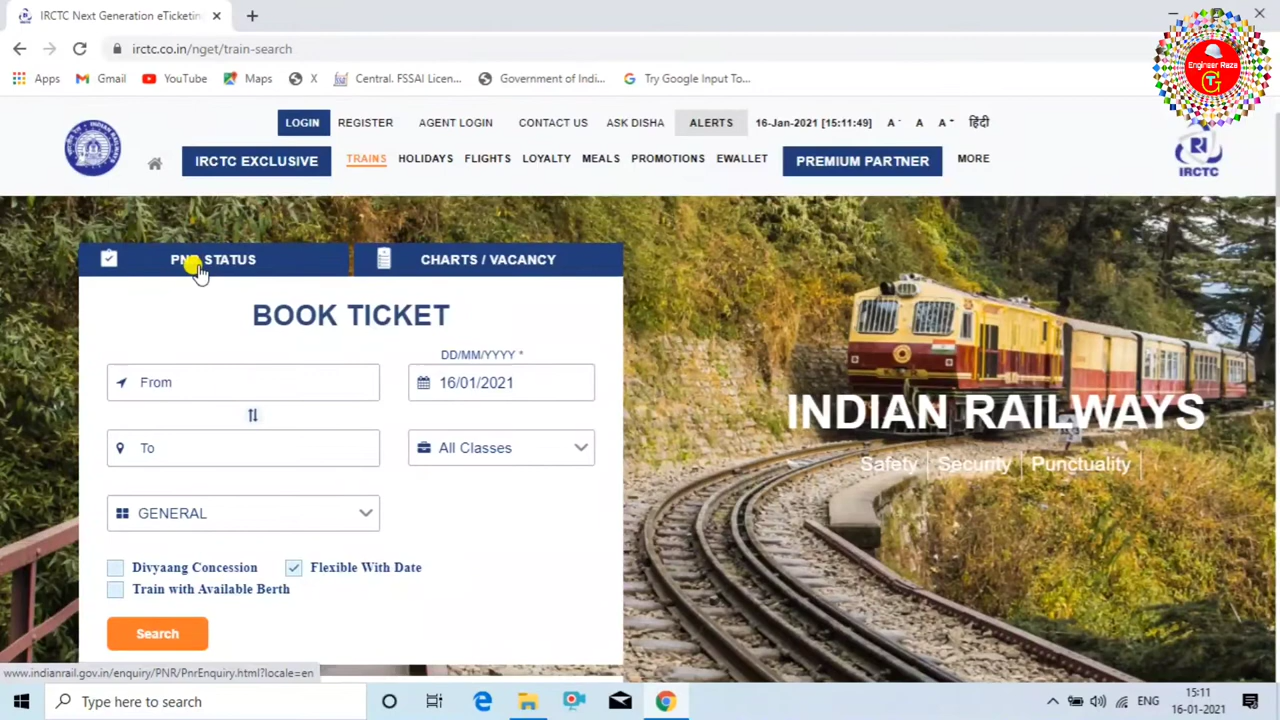 IRCTC Next Generation eTicketing
irctc.co.in/nget/train-search
Apps Gmail YouTube Maps X Central. FSSAI Licen... Government of Indi... Try Google Input To...
Engineer Raza
TG
LOGIN REGISTER AGENT LOGIN CONTACT US ASK DISHA ALERTS 16-Jan-2021 [15:11:49] A- A A+ हिंदी
IRCTC EXCLUSIVE TRAINS HOLIDAYS FLIGHTS LOYALTY MEALS PROMOTIONS EWALLET PREMIUM PARTNER MORE
IRCTC
PNR STATUS CHARTS / VACANCY
BOOK TICKET
DD/MM/YYYY *
From 16/01/2021
To All Classes
GENERAL
Divyaang Concession Flexible With Date
Train with Available Berth
Search
INDIAN RAILWAYS
Safety | Security | Punctuality |
www.indianrail.gov.in/enquiry/PNR/PnrEnquiry.html?locale=en
Type here to search
ENG
15:11
16-01-2021